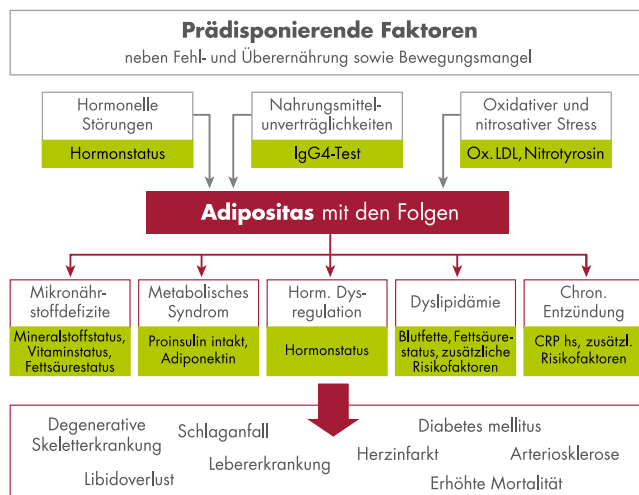 Prädisponierende Faktoren
neben Fehl- und Überernährung sowie Bewegungsmangel
Hormonelle
Störungen
Hormonstatus
Nahrungsmittel-
unverträglichkeiten
IgG4-Test
Oxidativer und
nitrosativer Stress
Ox. LDL, Nitrotyrosin
Adipositas mit den Folgen
Mikronähr-
stoffdefizite
Mineralstoffstatus,
Vitaminstatus,
Fettsäurestatus
Metabolisches
Syndrom
Proinsulin intakt,
Adiponektin
Horm. Dys-
regulation
Hormonstatus
Dyslipidämie
Blutfette, Fettsäure-
status, zusätzliche
Risikofaktoren
Chron.
Entzündung
CRP hs, zusätzl.
Risikofaktoren
Degenerative
Skeletterkrankung
Schlaganfall
Diabetes mellitus
Libidoverlust
Lebererkrankung
Herzinfarkt
Arteriosklerose
Erhöhte Mortalität